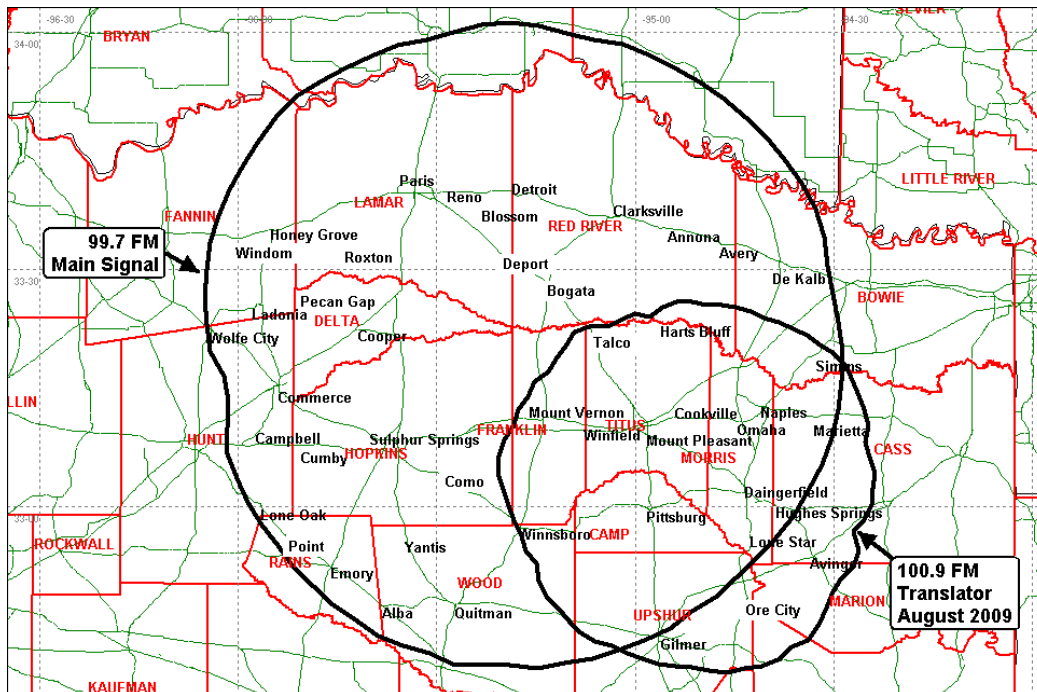 -96-30
-96-00
-95-00
-94-30
SEVIER
34-00
BRYAN
LITTLE RIVER
Paris
Detroit
Reno
LAMAR
Blossom
Clarksville
FANNIN
RED RIVER
Honey Grove
Annona
99.7 FM
Main Signal
Windom
Roxton
Avery
Deport
33-30
De Kalb
Bogata
BOWIE
Pecan Gap
Ladonia
DELTA
Wolfe City
Cooper
Talco
Harts Bluff
Simms
LLIN
Commerce
Mount Vernon
Cookville
Naples
HUNT
Campbell
Sulphur Springs
FRANKLIN
TITUS
Winfield
Mount Pleasant
Omaha
Marietta
Cumby
HOPKINS
MORRIS
CASS
Como
Daingerfield
33-00
Lone Oak
Pittsburg
Hughes Springs
ROCKWALL
Point
Yantis
Winnsboro
CAMP
Lone Star
RAINS
Emory
WOOD
Avinger
100.9 FM
Translator
August 2009
Alba
Quitman
UPSHUR
Ore City
MARION
Gilmer
KAUFMAN